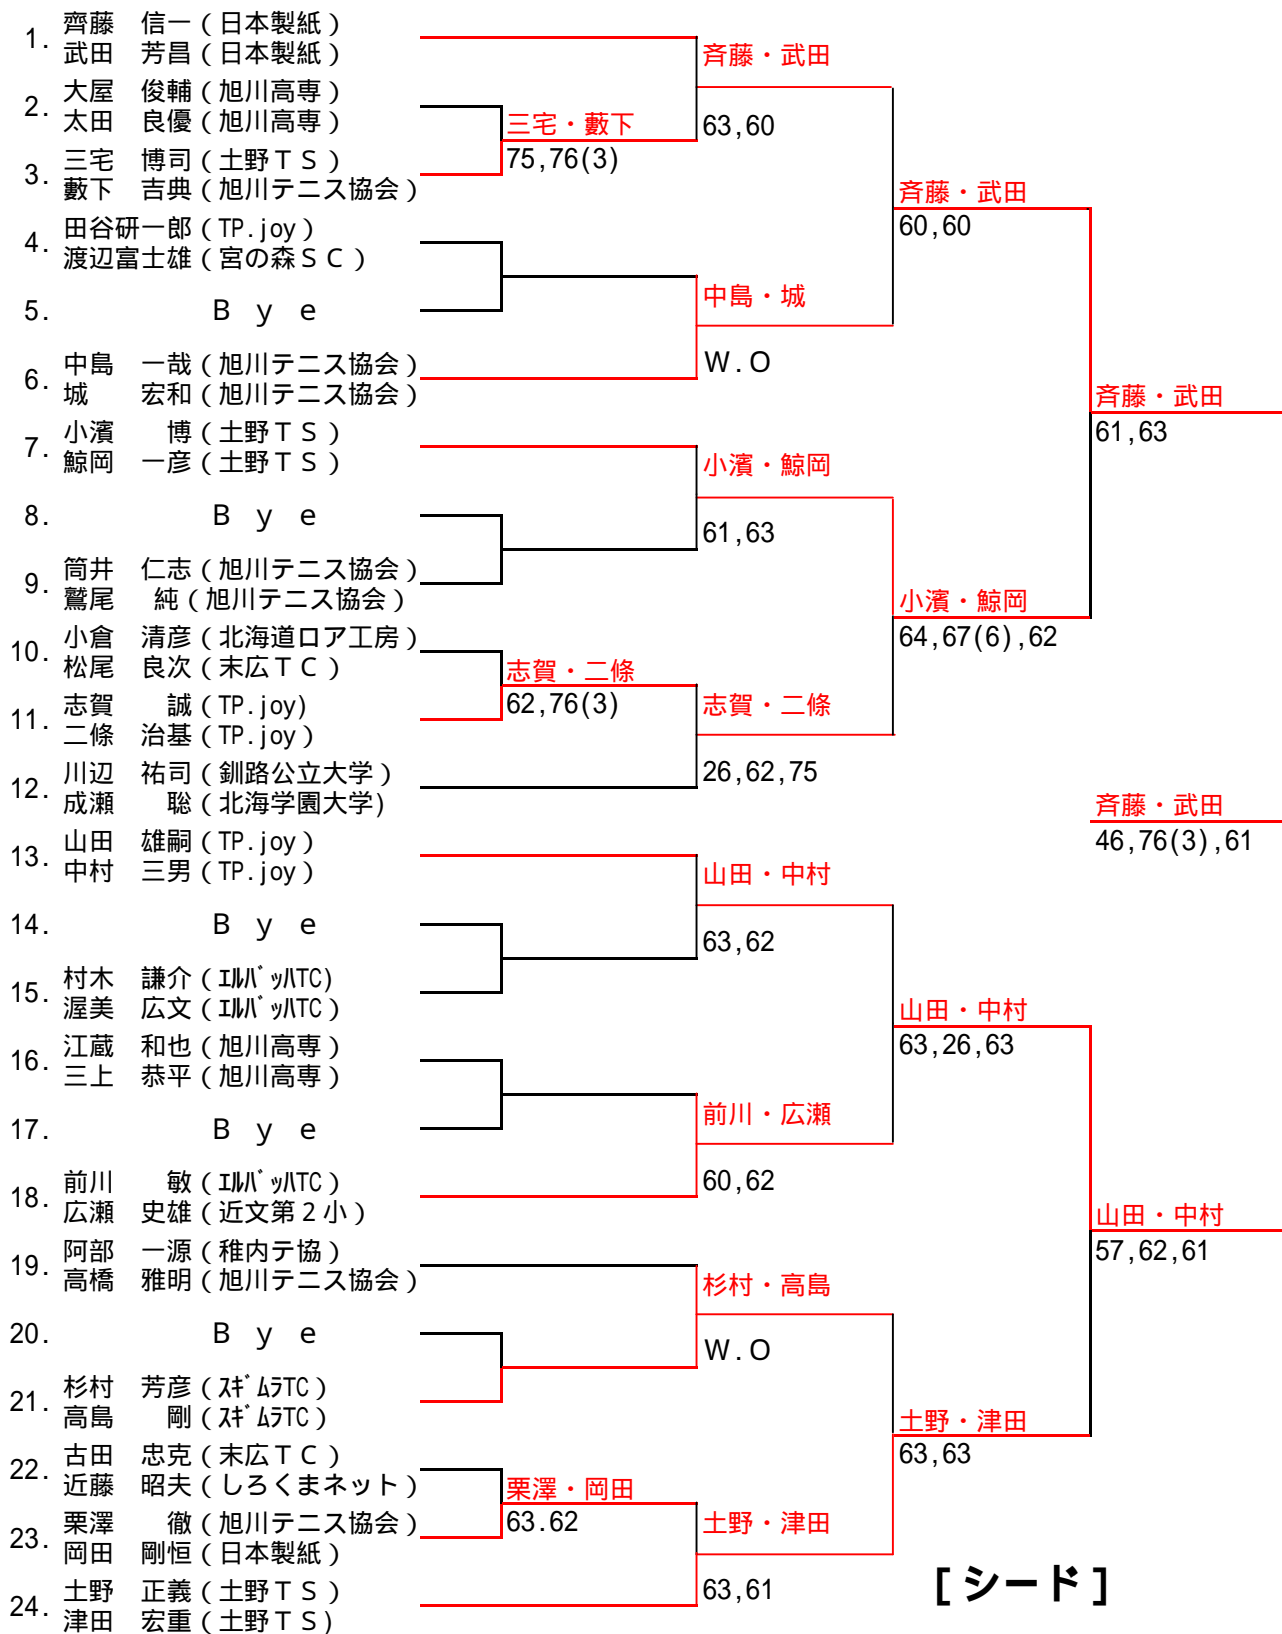 1. 齊藤　信一（日本製紙）
武田　芳昌（日本製紙）
2. 大屋　俊輔（旭川高専）
太田　良優（旭川高専）
3. 三宅　博司（土野ＴＳ）
藪下　吉典（旭川テニス協会）
4. 田谷研一郎（TP.joy）
渡辺富士雄（宮の森ＳＣ）
5. Ｂｙｅ
6. 中島　一哉（旭川テニス協会）
城　　宏和（旭川テニス協会）
7. 小濱　　博（土野ＴＳ）
鯨岡　一彦（土野ＴＳ）
8. Ｂｙｅ
9. 筒井　仁志（旭川テニス協会）
鷲尾　純（旭川テニス協会）
10. 小倉　清彦（北海道ロア工房）
松尾　良次（末広ＴＣ）
11. 志賀　　誠（TP.joy)
二條　治基（TP.joy）
12. 川辺　祐司（釧路公立大学）
成瀬　　聡（北海学園大学)
13. 山田　雄嗣（TP.joy）
中村　三男（TP.joy）
14. Ｂｙｅ
15. 村木　謙介（ｴﾙﾊﾞｯﾊTC)
渥美　広文（ｴﾙﾊﾞｯﾊTC）
16. 江蔵　和也（旭川高専）
三上　恭平（旭川高専）
17. Ｂｙｅ
18. 前川　　敏（ｴﾙﾊﾞｯﾊTC）
広瀬　史雄（近文第２小）
19. 阿部　一源（稚内テ協）
高橋　雅明（旭川テニス協会）
20. Ｂｙｅ
21. 杉村　芳彦（ｽｷﾞﾑﾗTC）
高島　　剛（ｽｷﾞﾑﾗTC）
22. 古田　忠克（末広ＴＣ）
近藤　昭夫（しろくまネット）
23. 栗澤　　徹（旭川テニス協会）
岡田　剛恒（日本製紙）
24. 土野　正義（土野ＴＳ）
津田　宏重（土野ＴＳ)
三宅・藪下
75,76(3)
志賀・二條
62,76(3)
栗澤・岡田
63.62
斉藤・武田
63,60
中島・城
Ｗ.Ｏ
小濱・鯨岡
61,63
志賀・二條
26,62,75
山田・中村
63,62
前川・広瀬
60,62
杉村・高島
Ｗ.Ｏ
土野・津田
63,61
斉藤・武田
60,60
小濱・鯨岡
64,67(6),62
山田・中村
63,26,63
土野・津田
63,63
斉藤・武田
61,63
山田・中村
57,62,61
斉藤・武田
46,76(3),61
[シード]